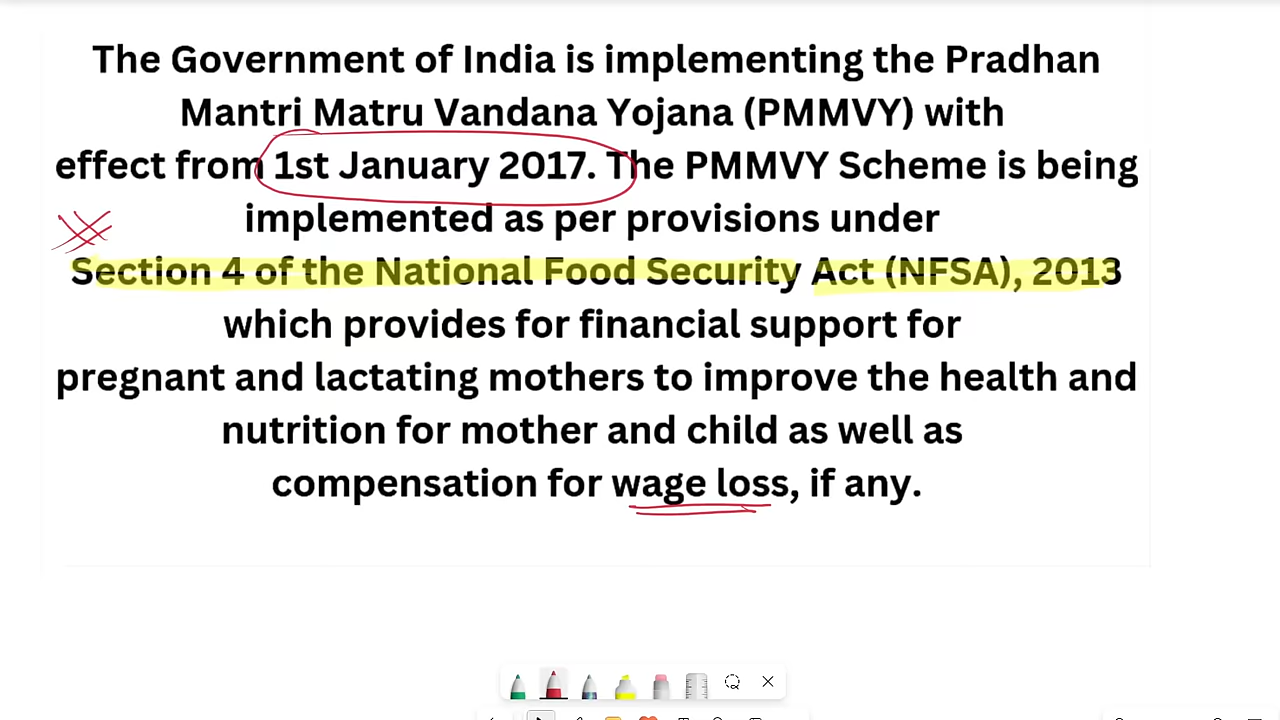 The Government of India is implementing the Pradhan
Mantri Matru Vandana Yojana (PMMVY) with
effect from 1st January 2017. The PMMVY Scheme is being
implemented as per provisions under
Section 4 of the National Food Security Act (NFSA), 2013
which provides for financial support for
pregnant and lactating mothers to improve the health and
nutrition for mother and child as well as
compensation for wage loss, if any.